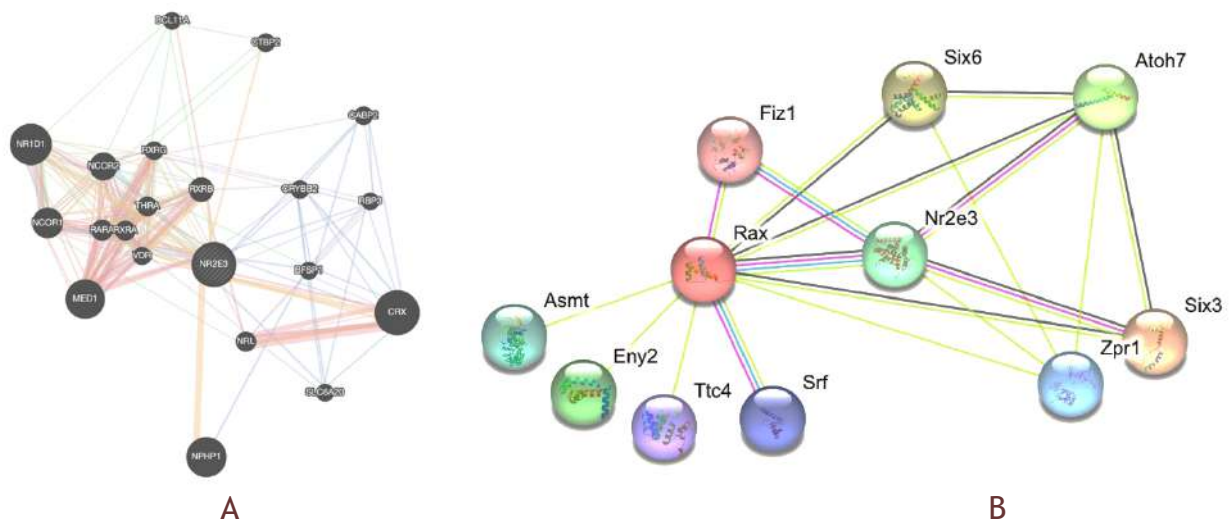 BCL11A
CTBP2
CABP2
NR1D1
NCOR2
RXRG
RXRB
CRYBB2
RBP3
THRA
NCOR1
RARA
RXRA
VDR
NR2E3
BFSP1
MED1
CRX
NRL
NPHP1
A
Six6
Atoh7
Fiz1
Nr2e3
Rax
Asmt
Six3
Zpr1
Eny2
Ttc4
Srf
B